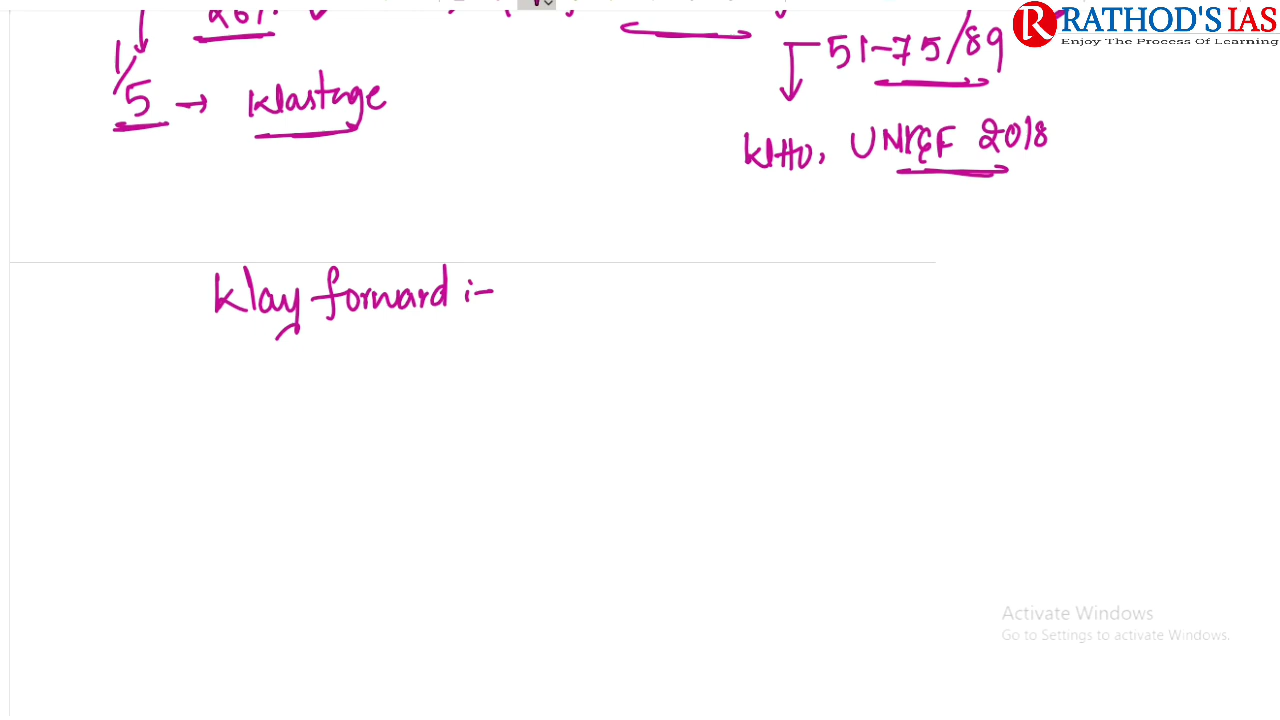 RATHOD'S IAS
Enjoy The Process Of Learning
26%
51-75/89
1/5 → Wastage
WHO, UNICEF 2018
Way forward :-
Activate Windows
Go to Settings to activate Windows.